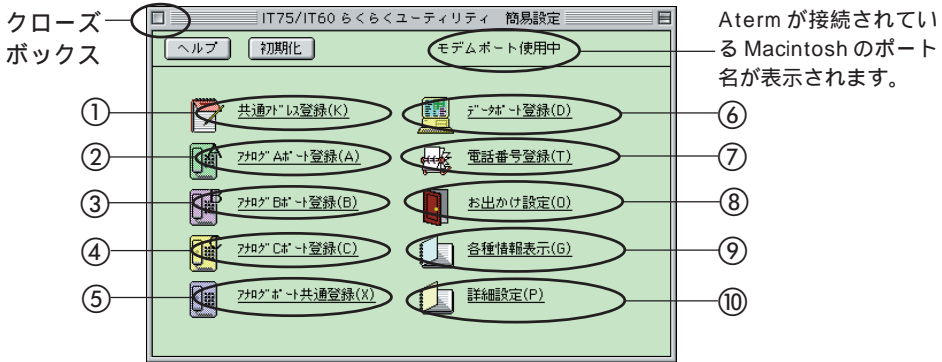 クローズ
ボックス
IT75/IT60 らくらくユーティリティ 簡易設定
ヘルプ
初期化
モデムポート使用中
Aterm が接続されてい
る Macintosh のポート
名が表示されます。
① 共通ｱﾄﾞﾚｽ登録(K)
② ｱﾅﾛｸﾞAﾎﾟｰﾄ登録(A)
③ ｱﾅﾛｸﾞBﾎﾟｰﾄ登録(B)
④ ｱﾅﾛｸﾞCﾎﾟｰﾄ登録(C)
⑤ ｱﾅﾛｸﾞﾎﾟｰﾄ共通登録(X)
ﾃﾞｰﾀﾎﾟｰﾄ登録(D) ⑥
電話番号登録(T) ⑦
お出かけ設定(O) ⑧
各種情報表示(G) ⑨
詳細設定(P) ⑩